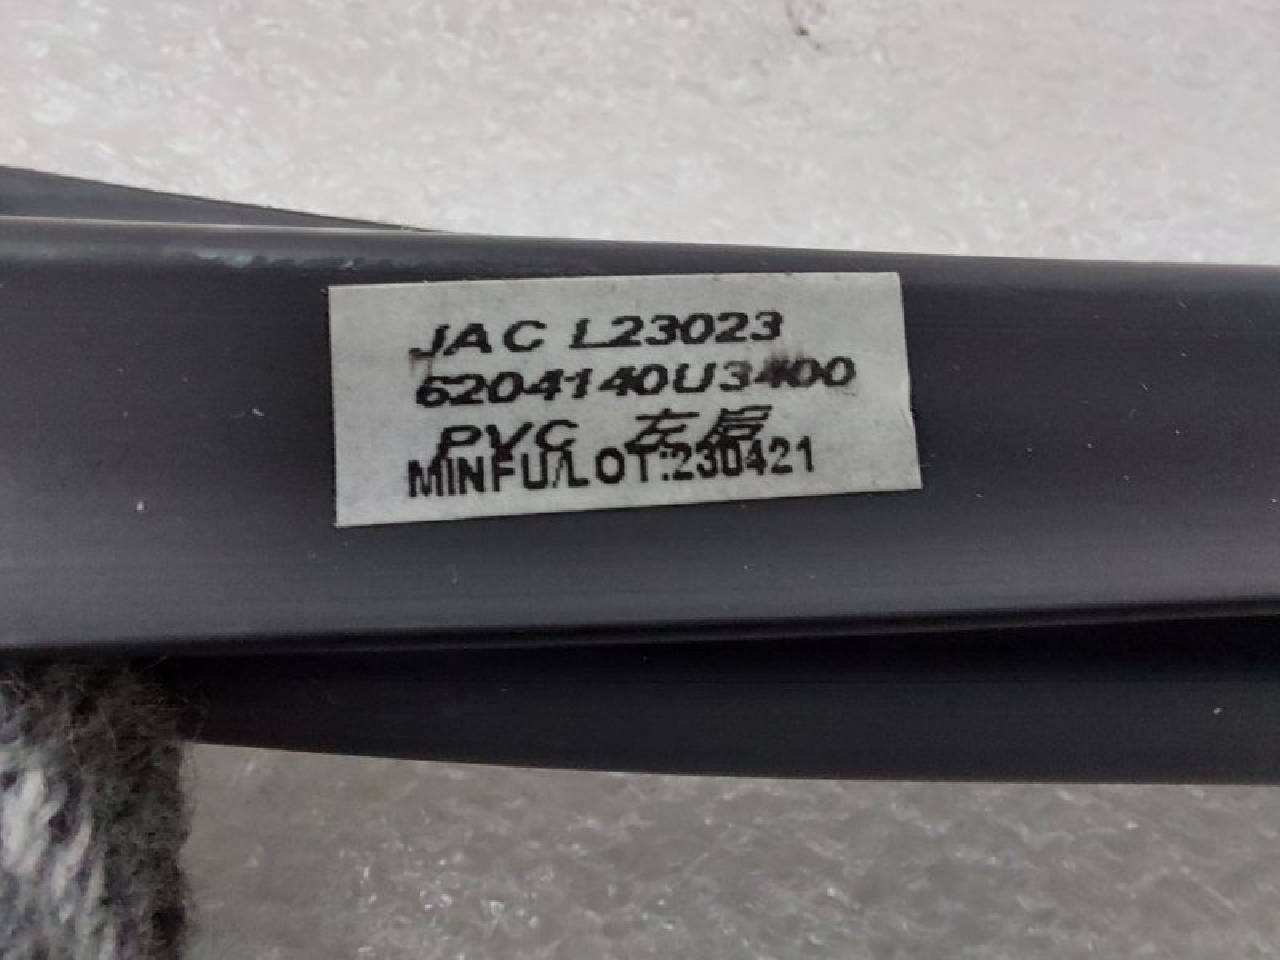 JAC L23023
6204140U3400
PVC 左后
MINFU/LOT:230421